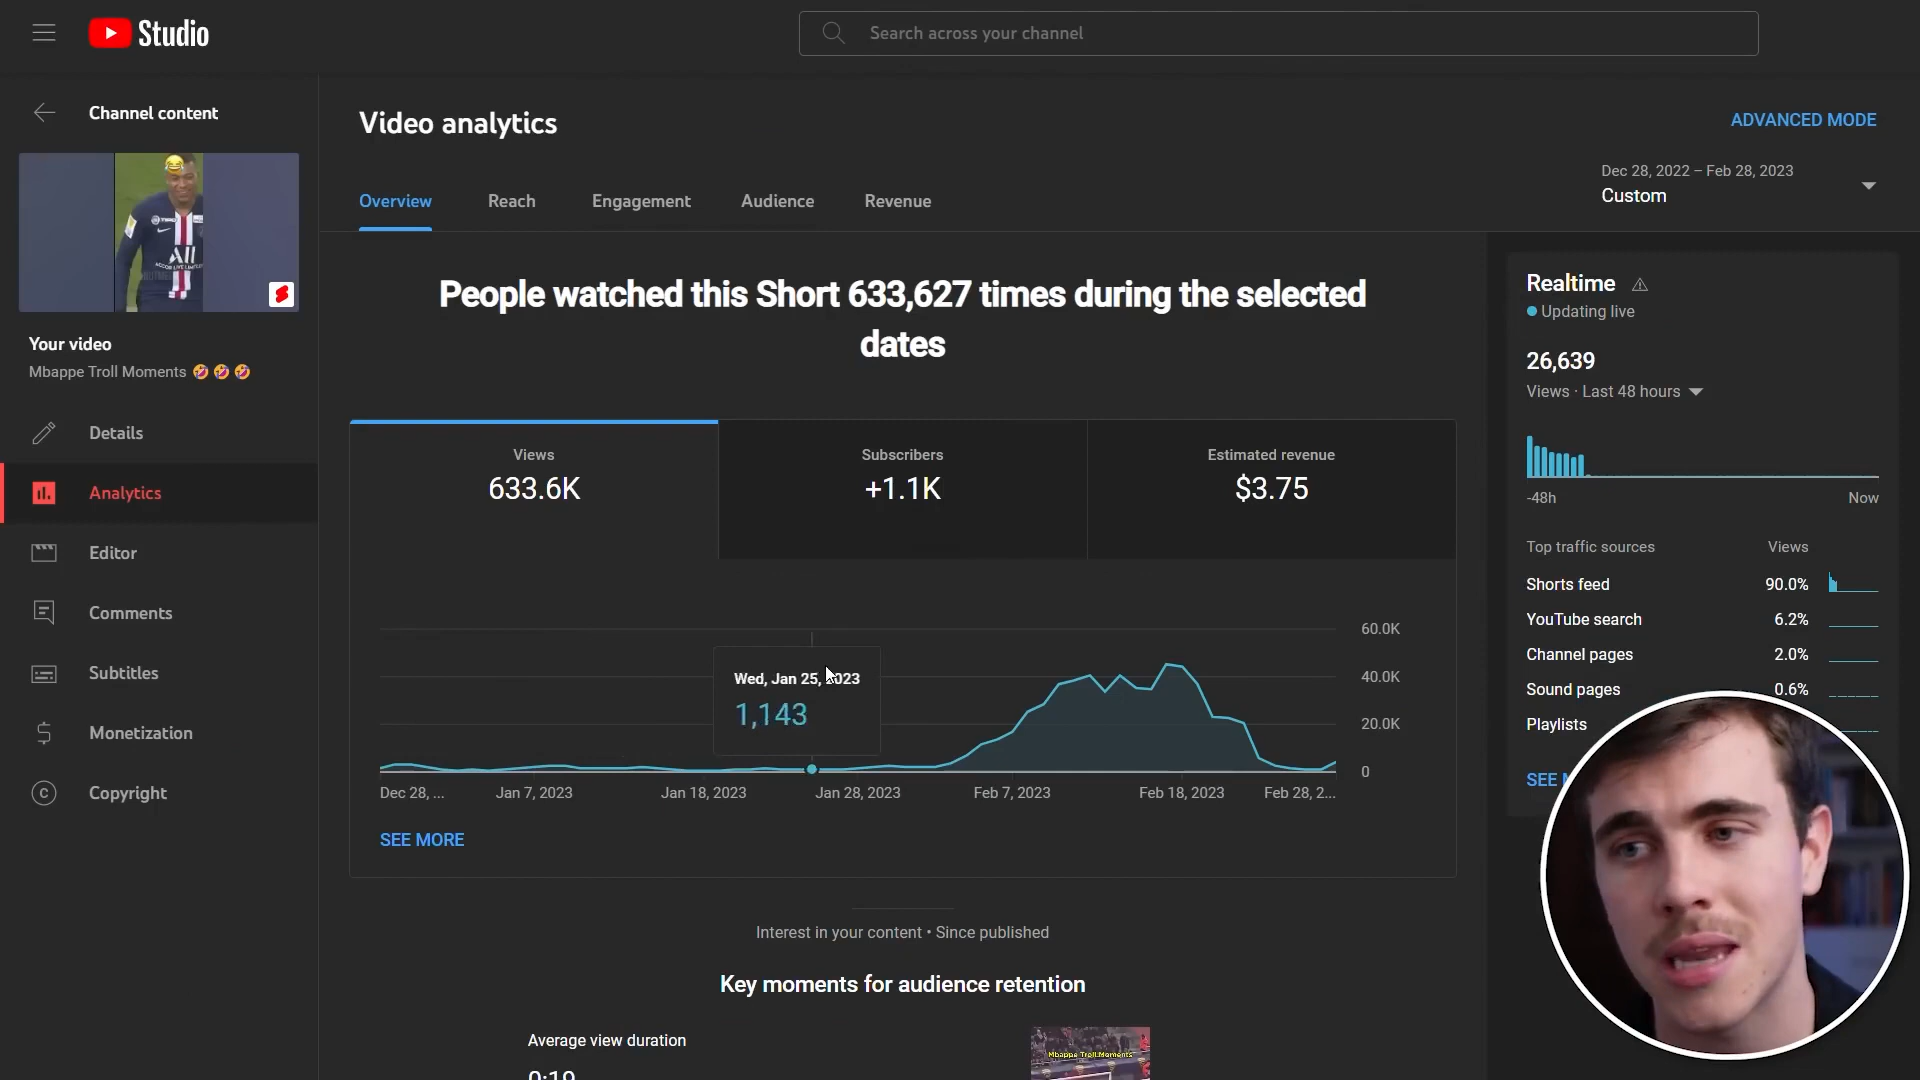 Studio
Search across your channel
Channel content
Your video
Mbappe Troll Moments 🤣 🤣 🤣
Details
Analytics
Editor
Comments
Subtitles
Monetization
Copyright
Video analytics
ADVANCED MODE
Dec 28, 2022 – Feb 28, 2023
Custom
Overview
Reach
Engagement
Audience
Revenue
People watched this Short 633,627 times during the selected
dates
Views
633.6K
Subscribers
+1.1K
Estimated revenue
$3.75
60.0K
40.0K
20.0K
0
Wed, Jan 25, 2023
1,143
Dec 28, ...
Jan 7, 2023
Jan 18, 2023
Jan 28, 2023
Feb 7, 2023
Feb 18, 2023
Feb 28, 2...
SEE MORE
Interest in your content • Since published
Key moments for audience retention
Average view duration
0:19
Mbappe Troll Moments
Realtime
Updating live
26,639
Views · Last 48 hours
-48h
Now
Top traffic sources
Views
Shorts feed
90.0%
YouTube search
6.2%
Channel pages
2.0%
Sound pages
0.6%
Playlists
SEE